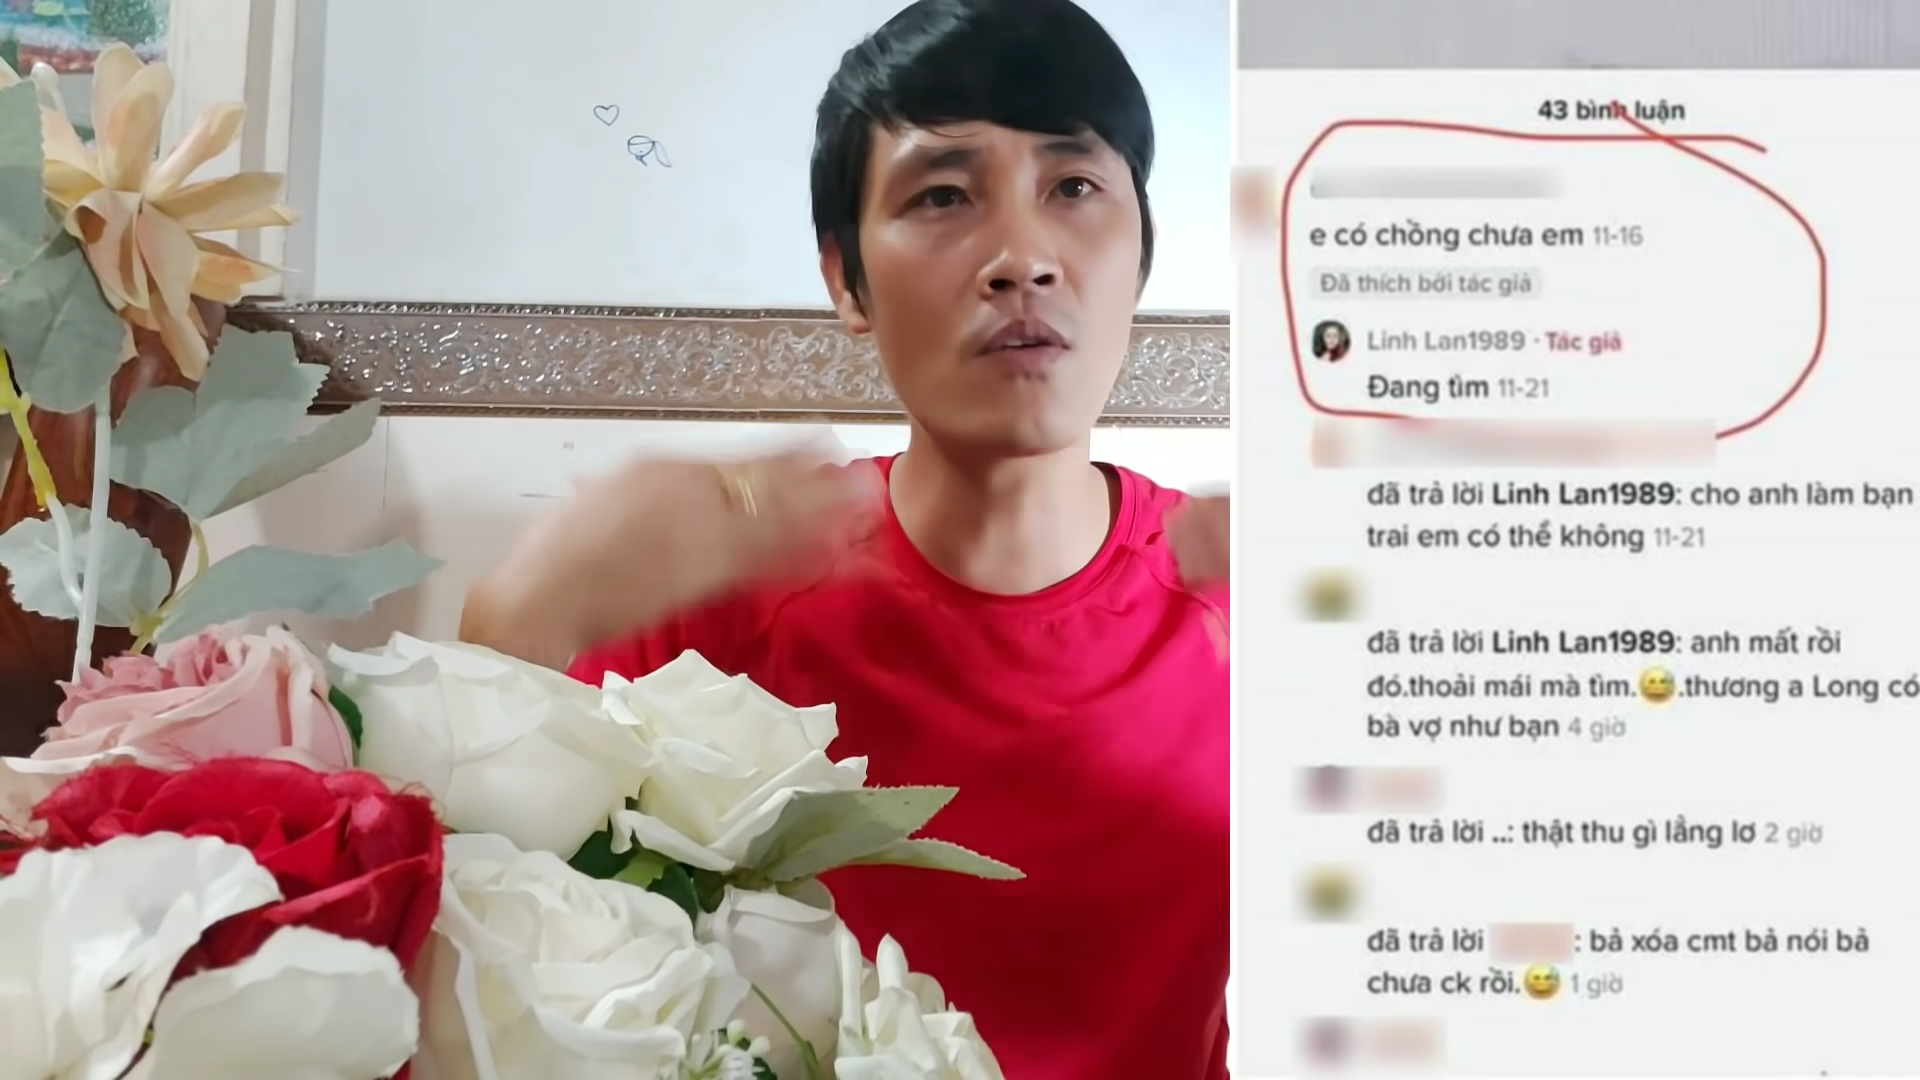 43 bình luận
e có chồng chưa em 11-16
Đã thích bởi tác giả
Linh Lan1989 · Tác giả
Đang tìm 11-21
đã trả lời Linh Lan1989: cho anh làm bạn
trai em có thể không 11-21
đã trả lời Linh Lan1989: anh mất rồi
đó.thoải mái mà tìm.😅.thương a Long có
bà vợ như bạn 4 giờ
đã trả lời ..: thật thu gì lẳng lơ 2 giờ
đã trả lời : bả xóa cmt bả nói bả
chưa ck rồi.😅 1 giờ